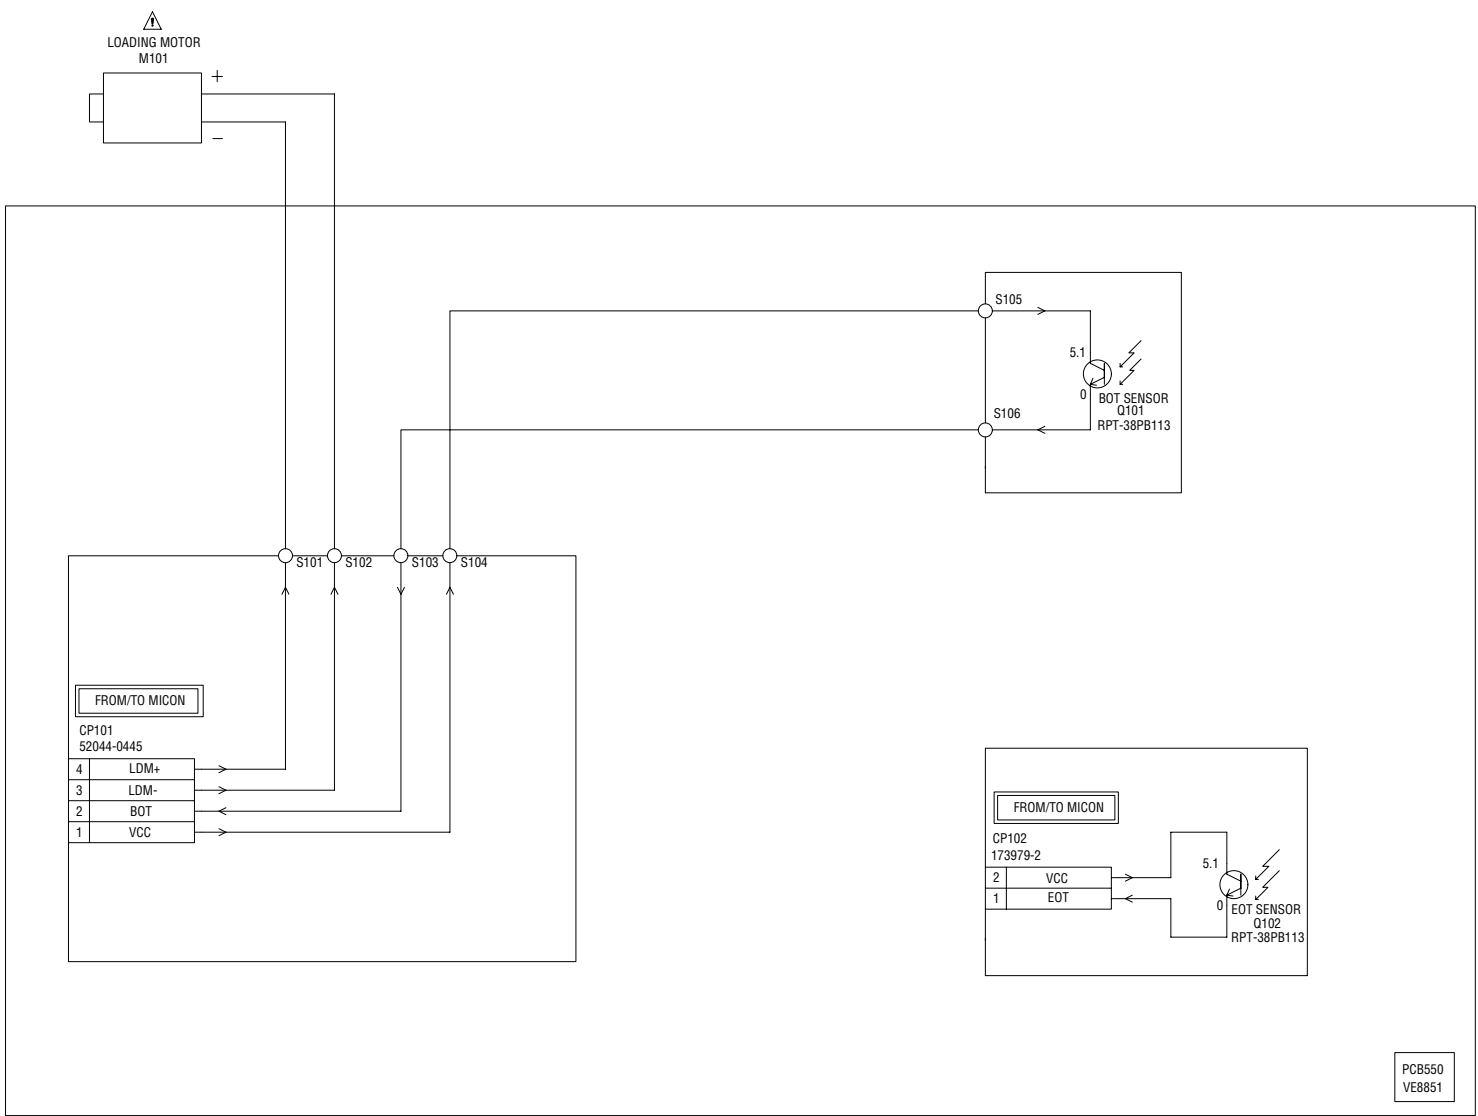 LOADING MOTOR
M101
+
−
S105
5.1
0
BOT SENSOR
Q101
RPT-38PB113
S106
S101
S102
S103
S104
FROM/TO MICON
CP101
52044-0445
4 LDM+
3 LDM-
2 BOT
1 VCC
FROM/TO MICON
CP102
173979-2
2 VCC
1 EOT
5.1
0
EOT SENSOR
Q102
RPT-38PB113
PCB550
VE8851